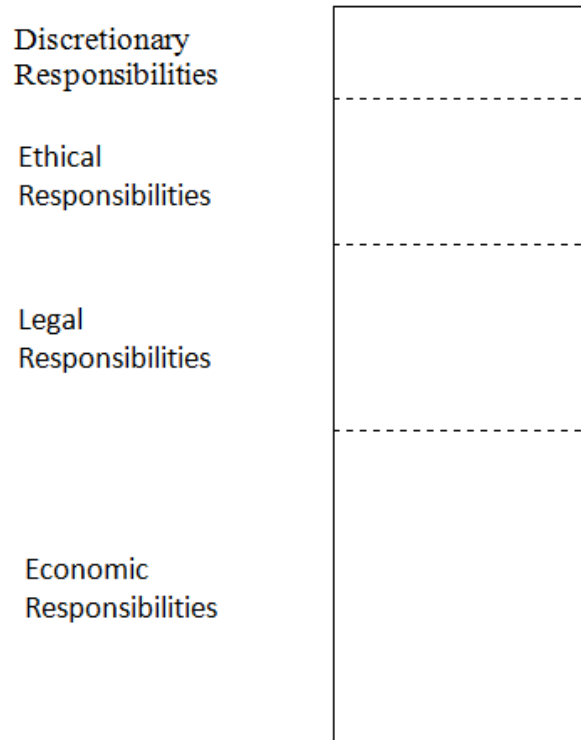 Discretionary
Responsibilities
Ethical
Responsibilities
Legal
Responsibilities
Economic
Responsibilities